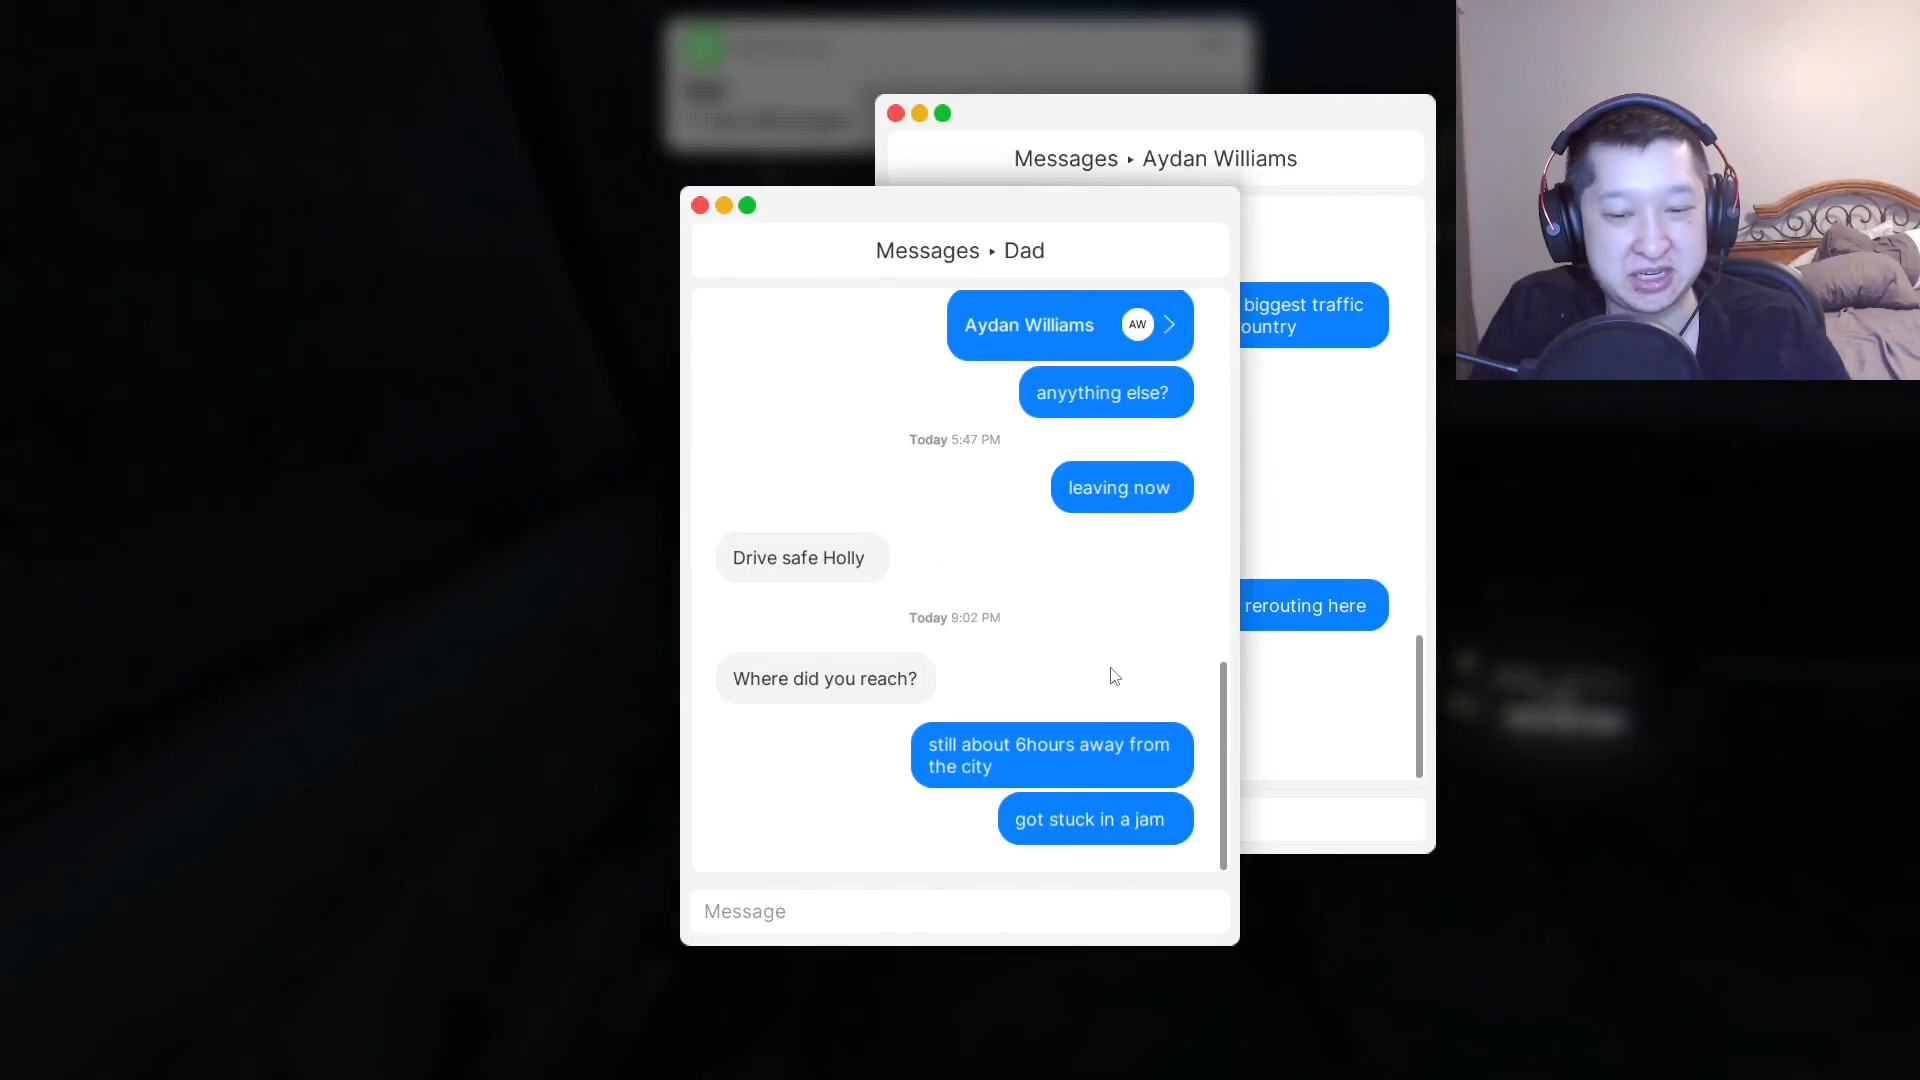 Messages ▸ Aydan Williams
biggest traffic
ountry
rerouting here
Messages ▸ Dad
Aydan Williams AW
anyything else?
Today 5:47 PM
leaving now
Drive safe Holly
Today 9:02 PM
Where did you reach?
still about 6hours away from
the city
got stuck in a jam
Message